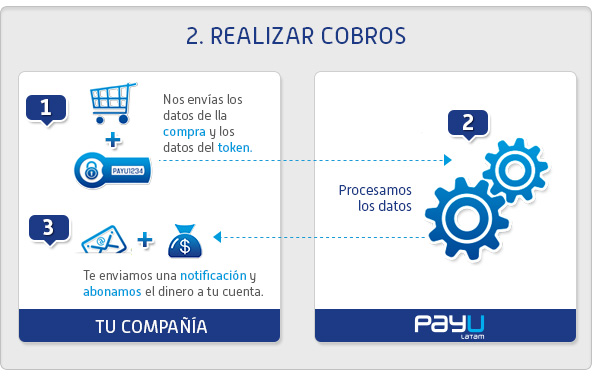 2. REALIZAR COBROS
1
Nos envías los
datos de lla
compra y los
datos del token.
PAYU1234
2
Procesamos
los datos
3
@
$
Te enviamos una notificación y
abonamos el dinero a tu cuenta.
TU COMPAÑÍA
PAYU
LATAM